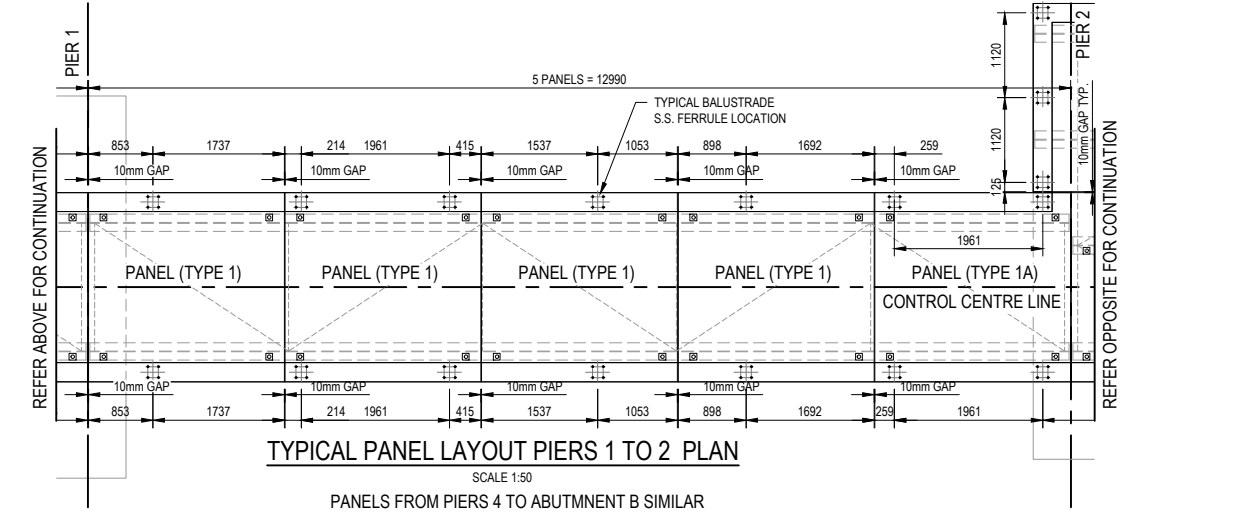 PIER 1
PIER 2
5 PANELS = 12990
TYPICAL BALUSTRADE
S.S. FERRULE LOCATION
1120
1120
125
10mm GAP TYP.
853 1737 214 1961 415 1537 1053 898 1692 259
10mm GAP 10mm GAP 10mm GAP 10mm GAP 10mm GAP
REFER ABOVE FOR CONTINUATION
REFER OPPOSITE FOR CONTINUATION
1961
PANEL (TYPE 1) PANEL (TYPE 1) PANEL (TYPE 1) PANEL (TYPE 1) PANEL (TYPE 1A)
CONTROL CENTRE LINE
10mm GAP 10mm GAP 10mm GAP 10mm GAP 10mm GAP
853 1737 214 1961 415 1537 1053 898 1692 259 1961
TYPICAL PANEL LAYOUT PIERS 1 TO 2 PLAN
SCALE 1:50
PANELS FROM PIERS 4 TO ABUTMNENT B SIMILAR